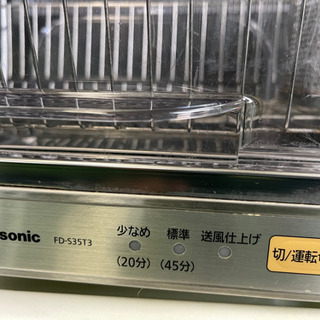 sonic FD-S35T3
少なめ 標準 送風仕上げ
(20分) (45分)
切/運転